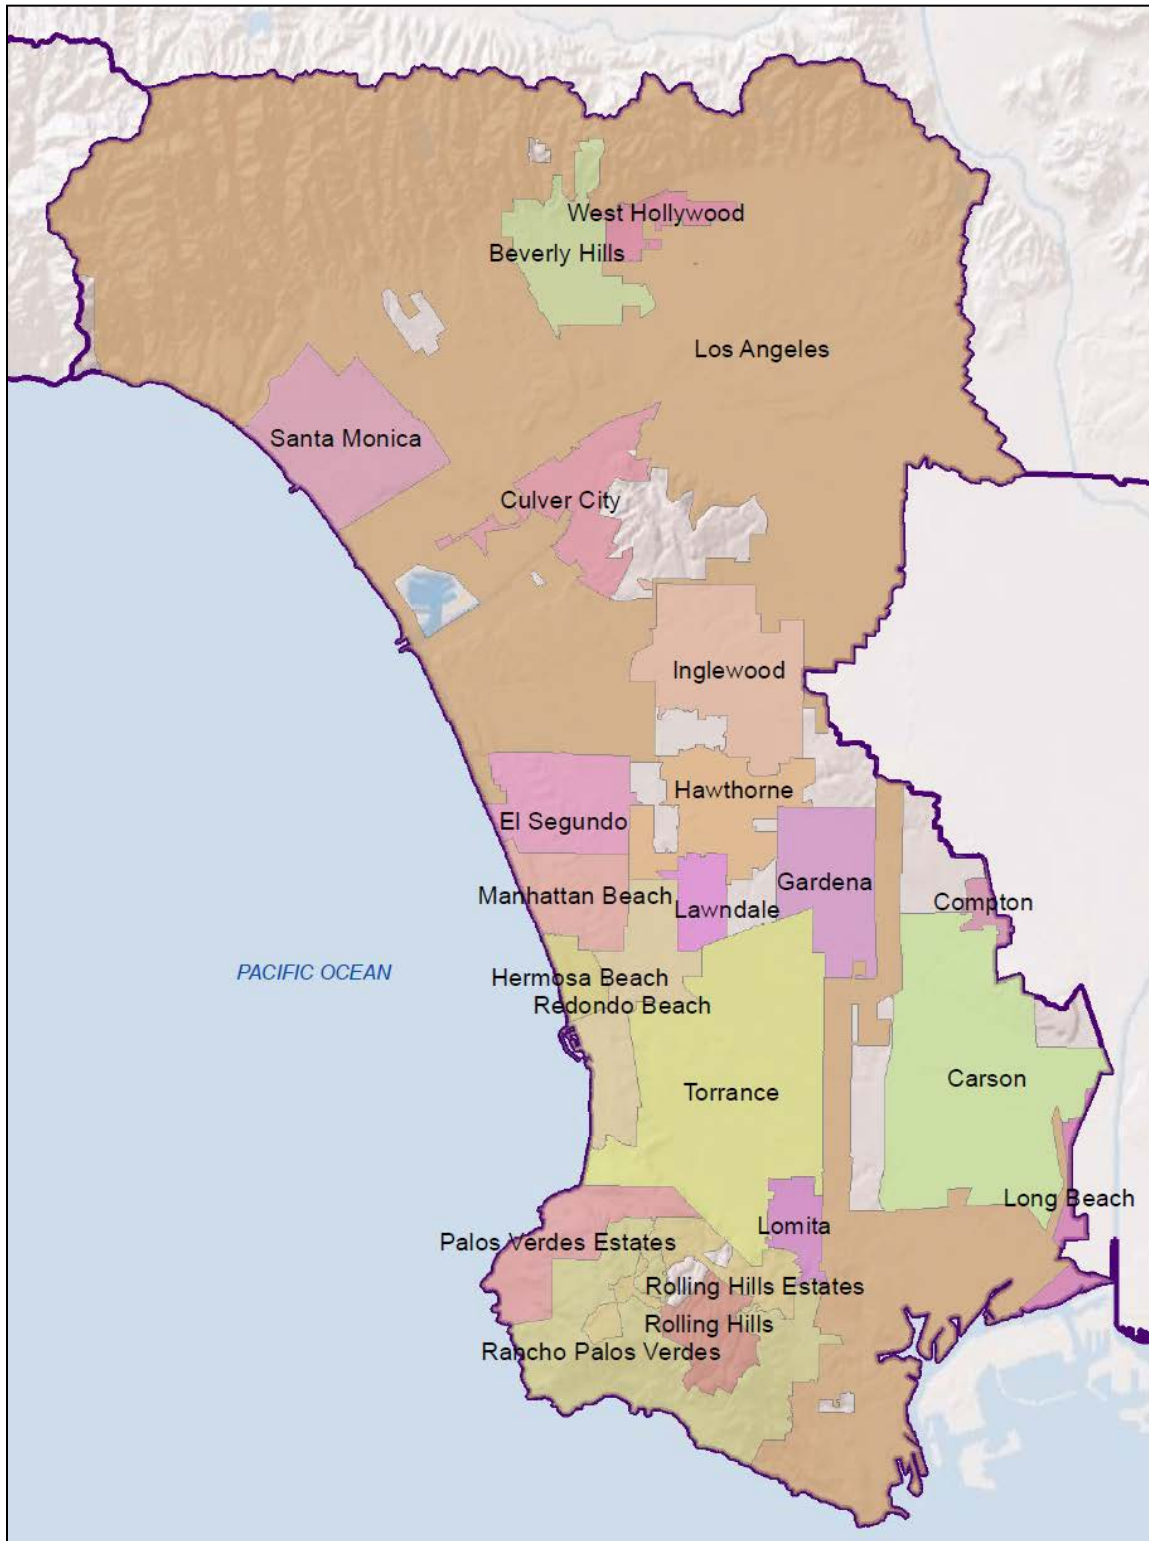 West Hollywood
Beverly Hills
Los Angeles
Santa Monica
Culver City
Inglewood
Hawthorne
El Segundo
Gardena
Manhattan Beach
Lawndale
Compton
PACIFIC OCEAN
Hermosa Beach
Redondo Beach
Carson
Torrance
Long Beach
Lomita
Palos Verdes Estates
Rolling Hills Estates
Rolling Hills
Rancho Palos Verdes